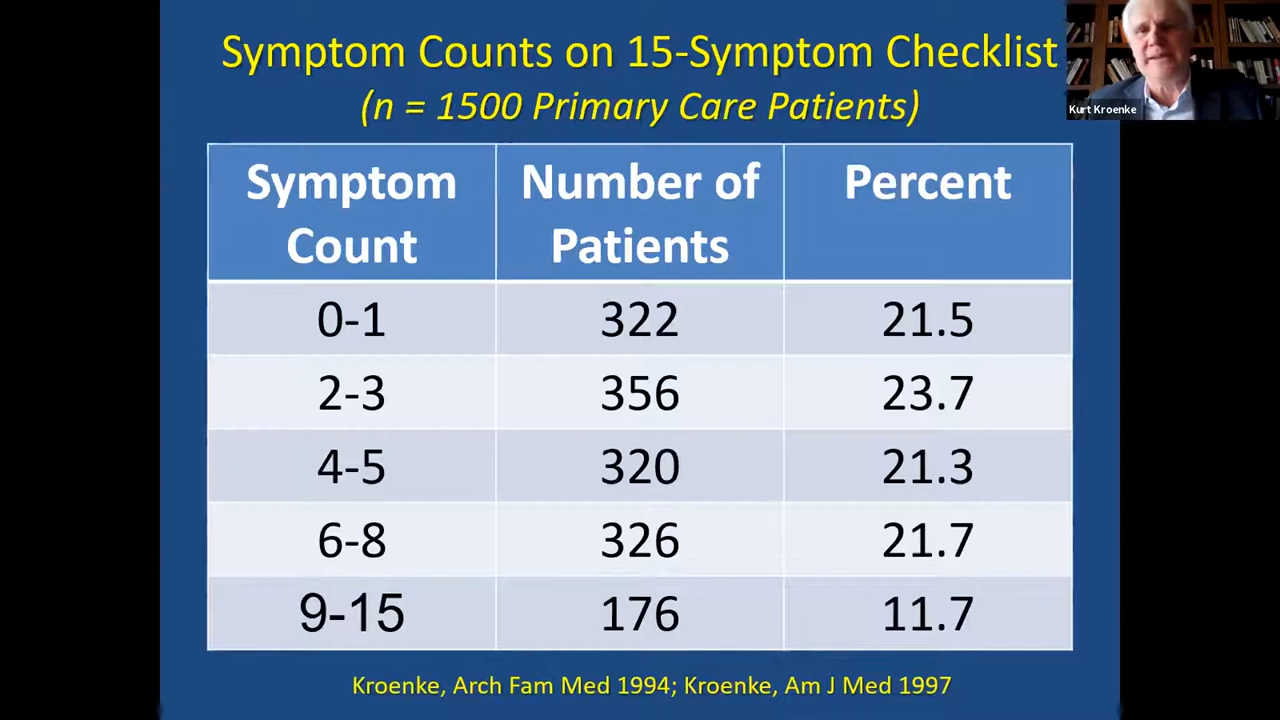 Symptom Counts on 15-Symptom Checklist
(n = 1500 Primary Care Patients)
Kurt Kroenke
Symptom Count Number of Patients Percent
0-1 322 21.5
2-3 356 23.7
4-5 320 21.3
6-8 326 21.7
9-15 176 11.7
Kroenke, Arch Fam Med 1994; Kroenke, Am J Med 1997